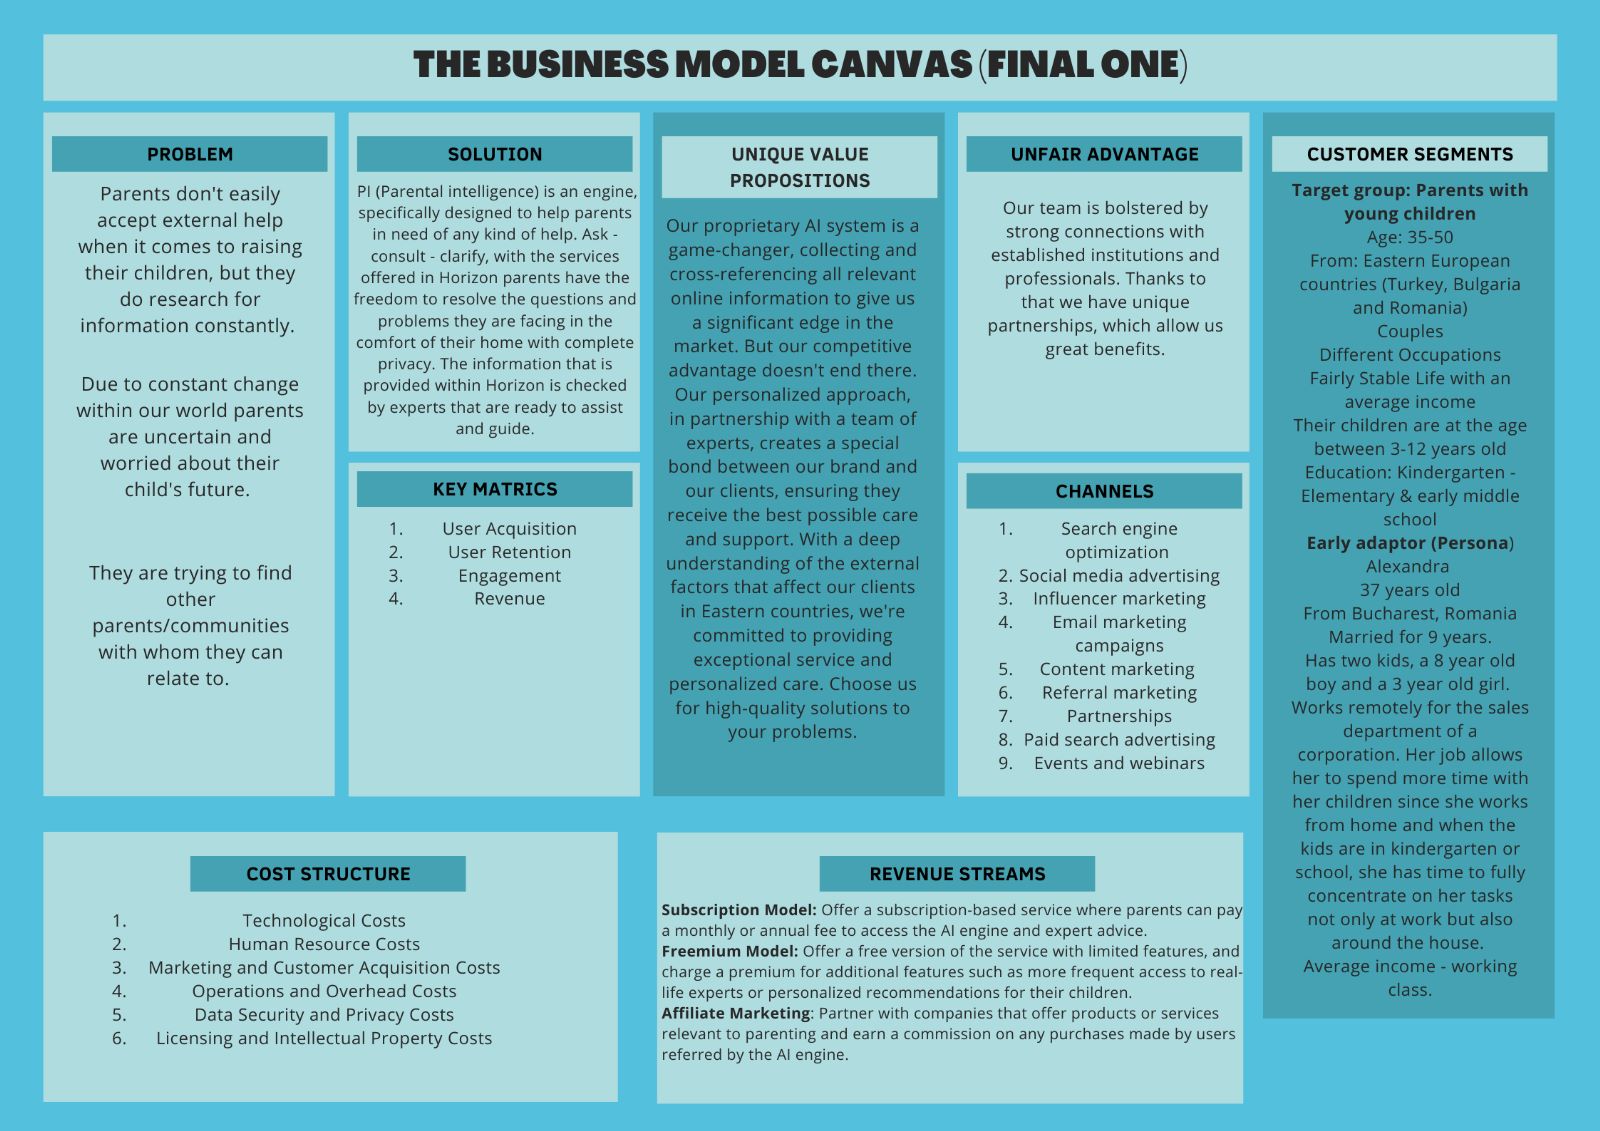 THE BUSINESS MODEL CANVAS (FINAL ONE)
PROBLEM
Parents don't easily
accept external help
when it comes to raising
their children, but they
do research for
information constantly.
Due to constant change
within our world parents
are uncertain and
worried about their
child's future.
They are trying to find
other
parents/communities
with whom they can
relate to.
SOLUTION
PI (Parental intelligence) is an engine,
specifically designed to help parents
in need of any kind of help. Ask -
consult - clarify, with the services
offered in Horizon parents have the
freedom to resolve the questions and
problems they are facing in the
comfort of their home with complete
privacy. The information that is
provided within Horizon is checked
by experts that are ready to assist
and guide.
KEY MATRICS
1. User Acquisition
2. User Retention
3. Engagement
4. Revenue
UNIQUE VALUE
PROPOSITIONS
Our proprietary AI system is a
game-changer, collecting and
cross-referencing all relevant
online information to give us
a significant edge in the
market. But our competitive
advantage doesn't end there.
Our personalized approach,
in partnership with a team of
experts, creates a special
bond between our brand and
our clients, ensuring they
receive the best possible care
and support. With a deep
understanding of the external
factors that affect our clients
in Eastern countries, we're
committed to providing
exceptional service and
personalized care. Choose us
for high-quality solutions to
your problems.
UNFAIR ADVANTAGE
Our team is bolstered by
strong connections with
established institutions and
professionals. Thanks to
that we have unique
partnerships, which allow us
great benefits.
CHANNELS
1. Search engine
optimization
2. Social media advertising
3. Influencer marketing
4. Email marketing
campaigns
5. Content marketing
6. Referral marketing
7. Partnerships
8. Paid search advertising
9. Events and webinars
CUSTOMER SEGMENTS
Target group: Parents with
young children
Age: 35-50
From: Eastern European
countries (Turkey, Bulgaria
and Romania)
Couples
Different Occupations
Fairly Stable Life with an
average income
Their children are at the age
between 3-12 years old
Education: Kindergarten -
Elementary & early middle
school
Early adaptor (Persona)
Alexandra
37 years old
From Bucharest, Romania
Married for 9 years.
Has two kids, a 8 year old
boy and a 3 year old girl.
Works remotely for the sales
department of a
corporation. Her job allows
her to spend more time with
her children since she works
from home and when the
kids are in kindergarten or
school, she has time to fully
concentrate on her tasks
not only at work but also
around the house.
Average income - working
class.
COST STRUCTURE
1. Technological Costs
2. Human Resource Costs
3. Marketing and Customer Acquisition Costs
4. Operations and Overhead Costs
5. Data Security and Privacy Costs
6. Licensing and Intellectual Property Costs
REVENUE STREAMS
Subscription Model: Offer a subscription-based service where parents can pay
a monthly or annual fee to access the AI engine and expert advice.
Freemium Model: Offer a free version of the service with limited features, and
charge a premium for additional features such as more frequent access to real-
life experts or personalized recommendations for their children.
Affiliate Marketing: Partner with companies that offer products or services
relevant to parenting and earn a commission on any purchases made by users
referred by the AI engine.